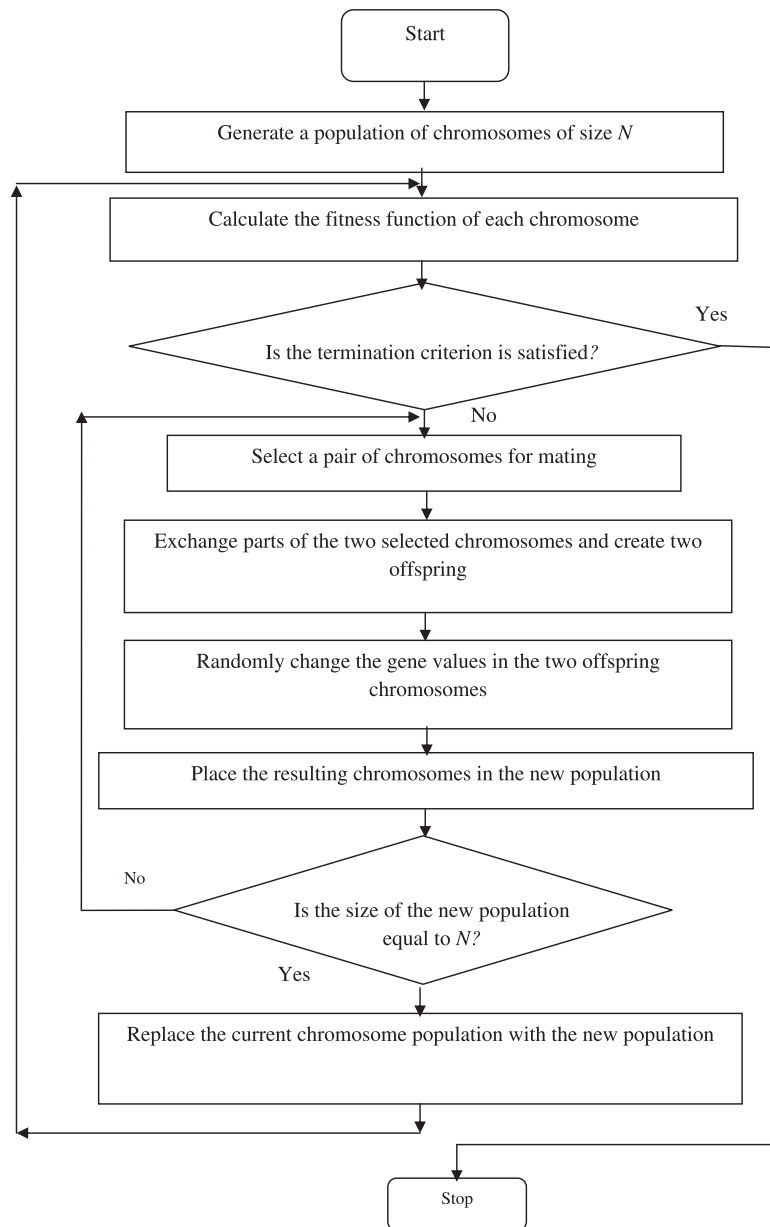 Start
Generate a population of chromosomes of size N
Calculate the fitness function of each chromosome
Yes
Is the termination criterion is satisfied?
No
Select a pair of chromosomes for mating
Exchange parts of the two selected chromosomes and create two
offspring
Randomly change the gene values in the two offspring
chromosomes
Place the resulting chromosomes in the new population
No
Is the size of the new population
equal to N?
Yes
Replace the current chromosome population with the new population
Stop